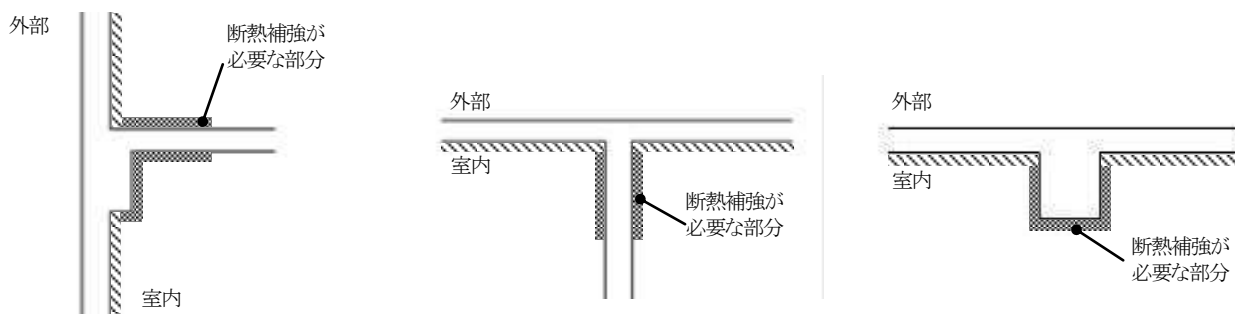 外部
断熱補強が
必要な部分
室内
外部
室内
断熱補強が
必要な部分
外部
室内
断熱補強が
必要な部分